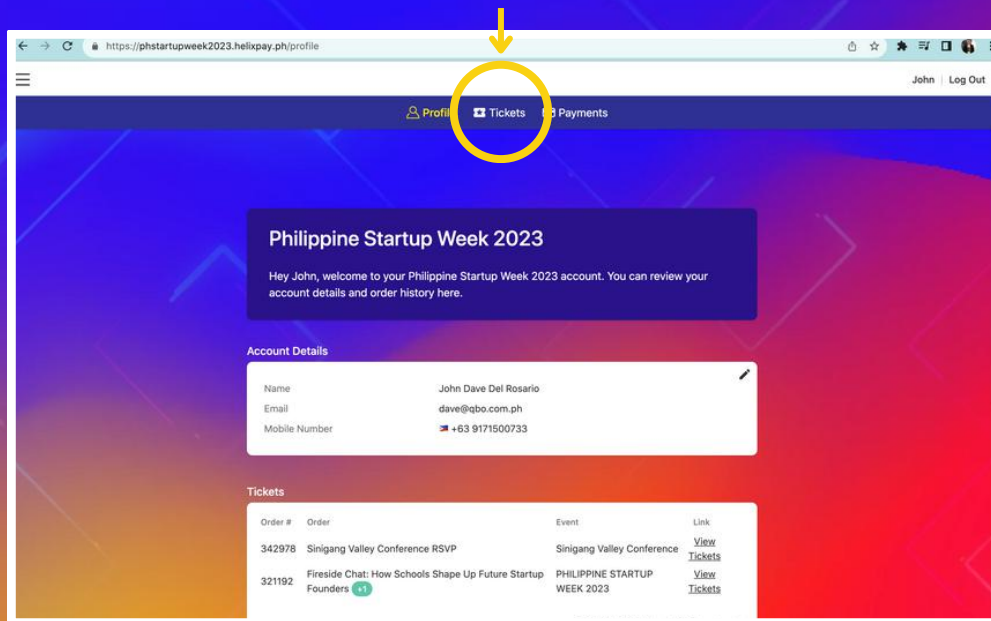 https://phstartupweek2023.helixpay.ph/profile
John | Log Out
Profile Tickets Payments
Philippine Startup Week 2023
Hey John, welcome to your Philippine Startup Week 2023 account. You can review your
account details and order history here.
Account Details
Name John Dave Del Rosario
Email dave@qbo.com.ph
Mobile Number +63 9171500733
Tickets
Order # Order Event Link
342978 Sinigang Valley Conference RSVP Sinigang Valley Conference View
Tickets
321192 Fireside Chat: How Schools Shape Up Future Startup PHILIPPINE STARTUP View
Founders +1 WEEK 2023 Tickets